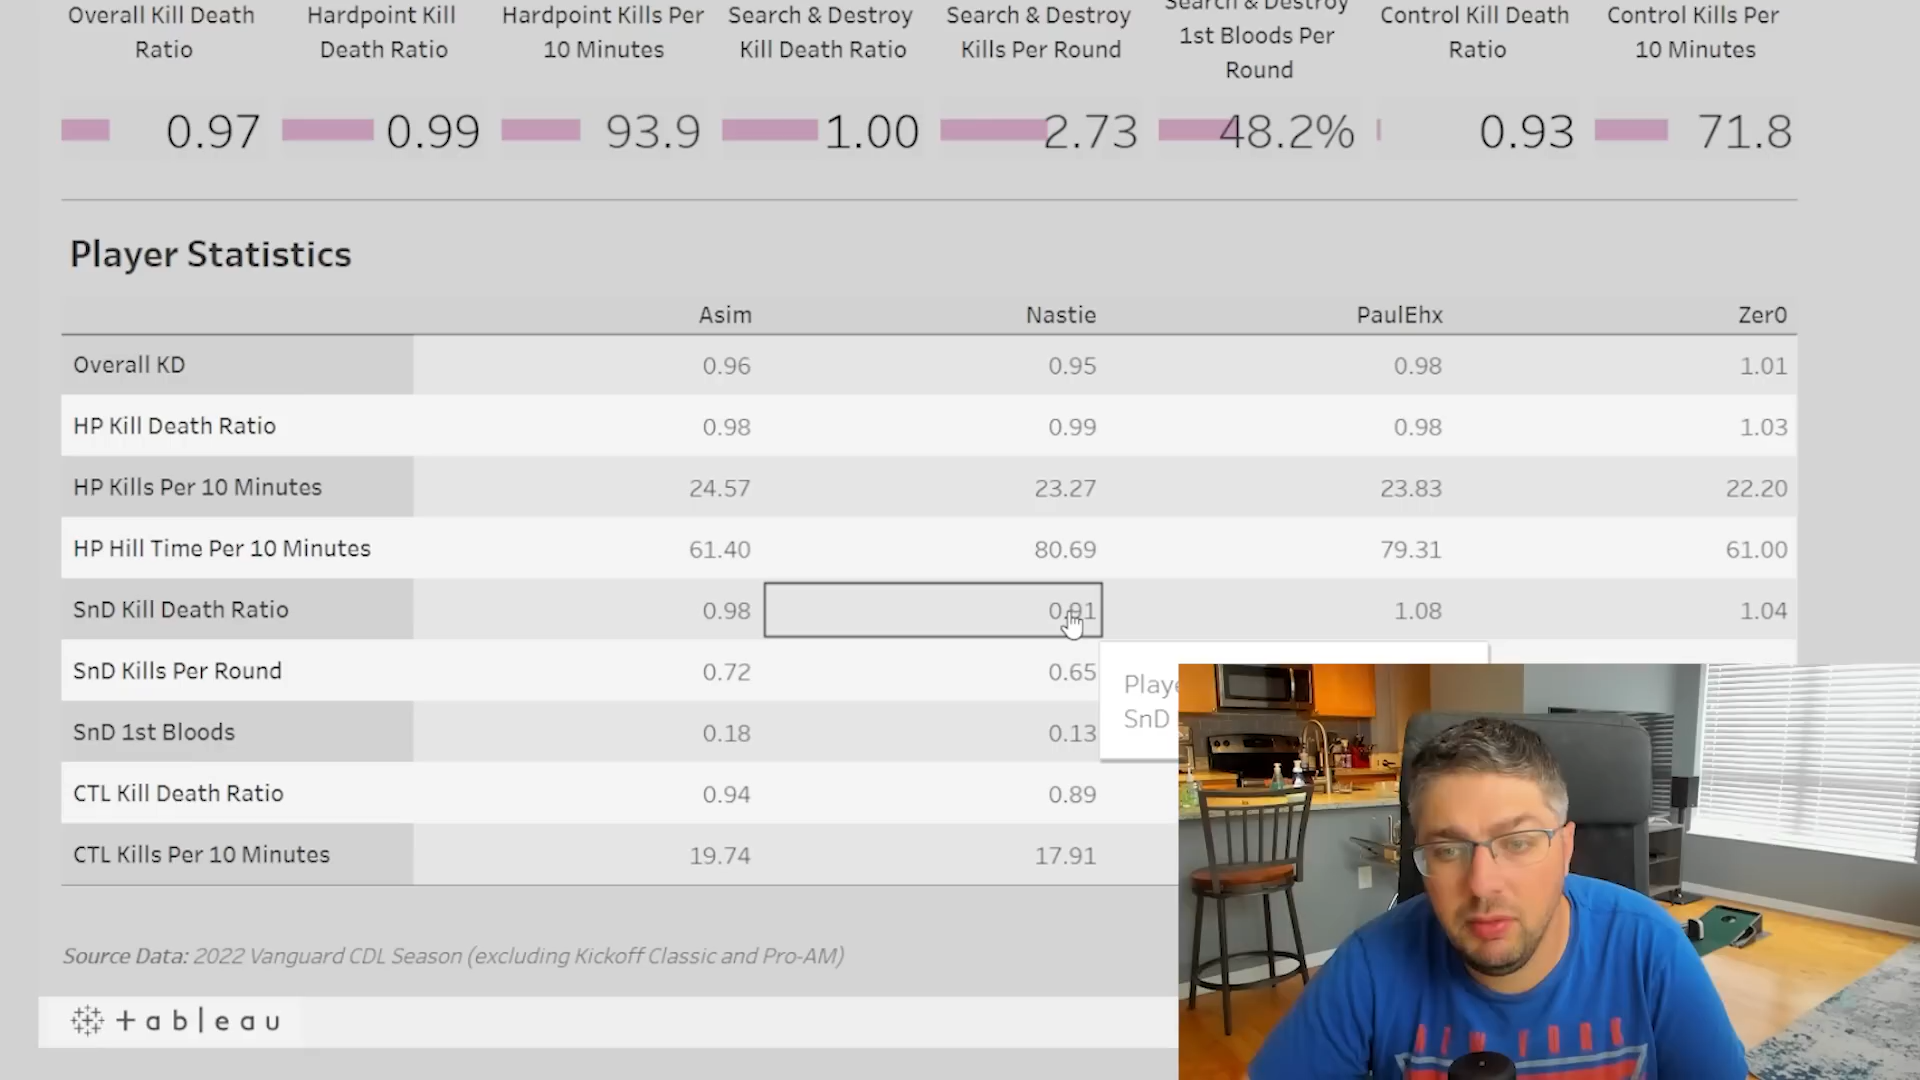 Overall Kill Death
Ratio
Hardpoint Kill
Death Ratio
Hardpoint Kills Per
10 Minutes
Search & Destroy
Kill Death Ratio
Search & Destroy
Kills Per Round
Search & Destroy
1st Bloods Per
Round
Control Kill Death
Ratio
Control Kills Per
10 Minutes
0.97 0.99 93.9 1.00 2.73 48.2% 0.93 71.8
Player Statistics
Asim Nastie PaulEhx Zer0
Overall KD 0.96 0.95 0.98 1.01
HP Kill Death Ratio 0.98 0.99 0.98 1.03
HP Kills Per 10 Minutes 24.57 23.27 23.83 22.20
HP Hill Time Per 10 Minutes 61.40 80.69 79.31 61.00
SnD Kill Death Ratio 0.98 0.91 1.08 1.04
SnD Kills Per Round 0.72 0.65
Playe
SnD
SnD 1st Bloods 0.18 0.13
CTL Kill Death Ratio 0.94 0.89
CTL Kills Per 10 Minutes 19.74 17.91
Source Data: 2022 Vanguard CDL Season (excluding Kickoff Classic and Pro-AM)
+ableau
NEW YORK